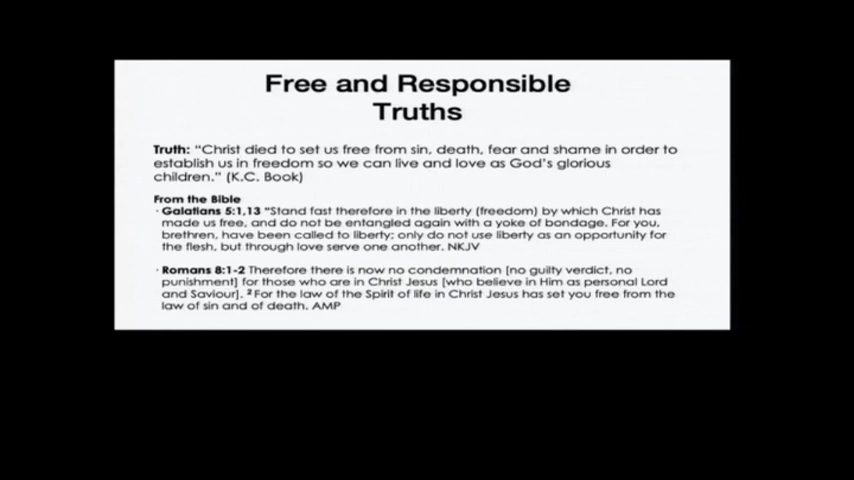 Free and Responsible
Truths
Truth: “Christ died to set us free from sin, death, fear and shame in order to
establish us in freedom so we can live and love as God’s glorious
children.” (K.C. Book)
From the Bible
· Galatians 5:1,13 “Stand fast therefore in the liberty (freedom) by which Christ has
made us free, and do not be entangled again with a yoke of bondage. For you,
brethren, have been called to liberty; only do not use liberty as an opportunity for
the flesh, but through love serve one another. NKJV
· Romans 8:1-2 Therefore there is now no condemnation [no guilty verdict, no
punishment] for those who are in Christ Jesus [who believe in Him as personal Lord
and Saviour]. ² For the law of the Spirit of life in Christ Jesus has set you free from the
law of sin and of death. AMP